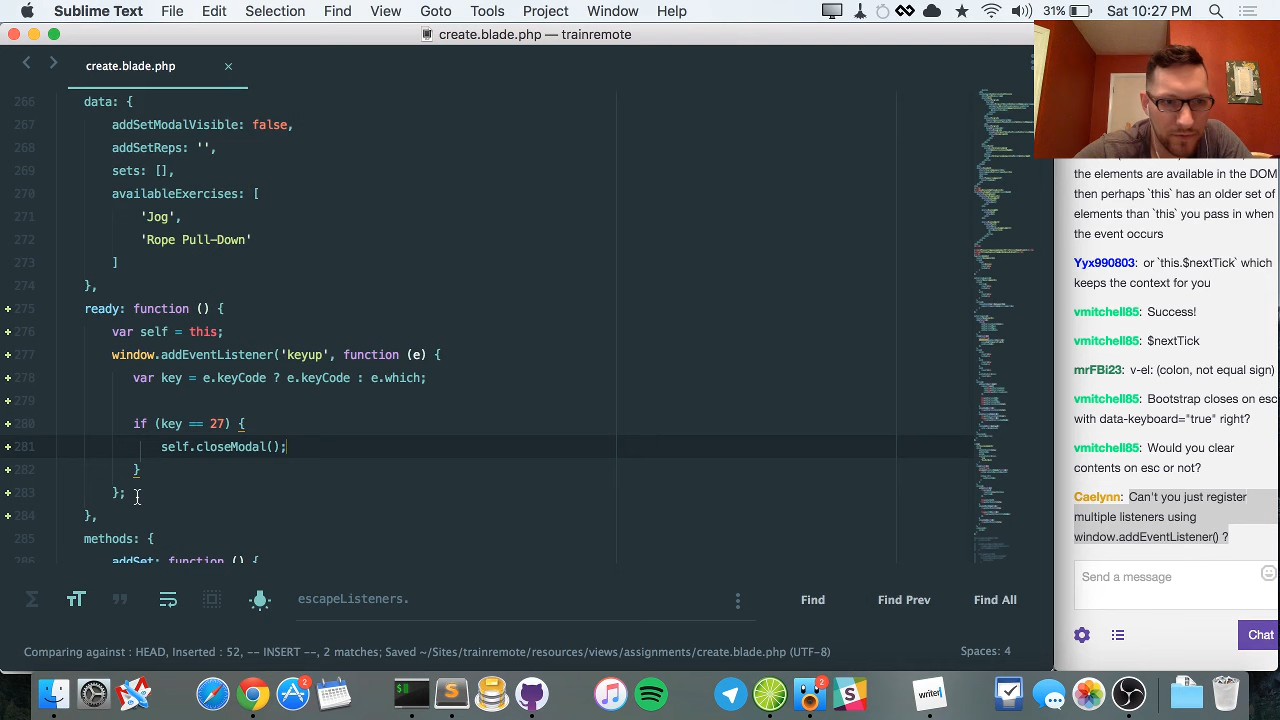 Sublime Text File Edit Selection Find View Goto Tools Project Window Help 31% Sat 10:27 PM
create.blade.php — trainremote
create.blade.php
266 data: {
267 addSetModalVisible: false,
268 addSetReps: '',
269 sets: [],
270 availableExercises: [
271 'Jog',
272 'Rope Pull-Down'
273 ]
274 },
275 ready: function () {
276 var self = this;
277 window.addEventListener('keyup', function (e) {
278 var key = e.keyCode ? e.keyCode : e.which;
279
280 if (key == 27) {
281 self.closeModal();
282 }
283 };
284 },
285 methods: {
286 addSet: function () {
the elements are available in the DOM
then perhaps `this` has an older set of
elements than `this` you pass in when
the event occurs
Yyx990803: or `this.$nextTick` which
keeps the context for you
vmitchell85: Success!
vmitchell85: $nextTick
mrFBi23: v-el: (colon, not equal sign)
vmitchell85: Bootstrap closes on esc
with data-keyboard="true" right?
vmitchell85: Would you clear
contents on esc or not?
Caelynn: Can't you just register
multiple listeners using
window.addEventListener() ?
Send a message
Chat
escapeListeners.
Find Find Prev Find All
Comparing against : HEAD, Inserted : 52, -- INSERT --, 2 matches; Saved ~/Sites/trainremote/resources/views/assignments/create.blade.php (UTF-8) Spaces: 4
2 2
writer